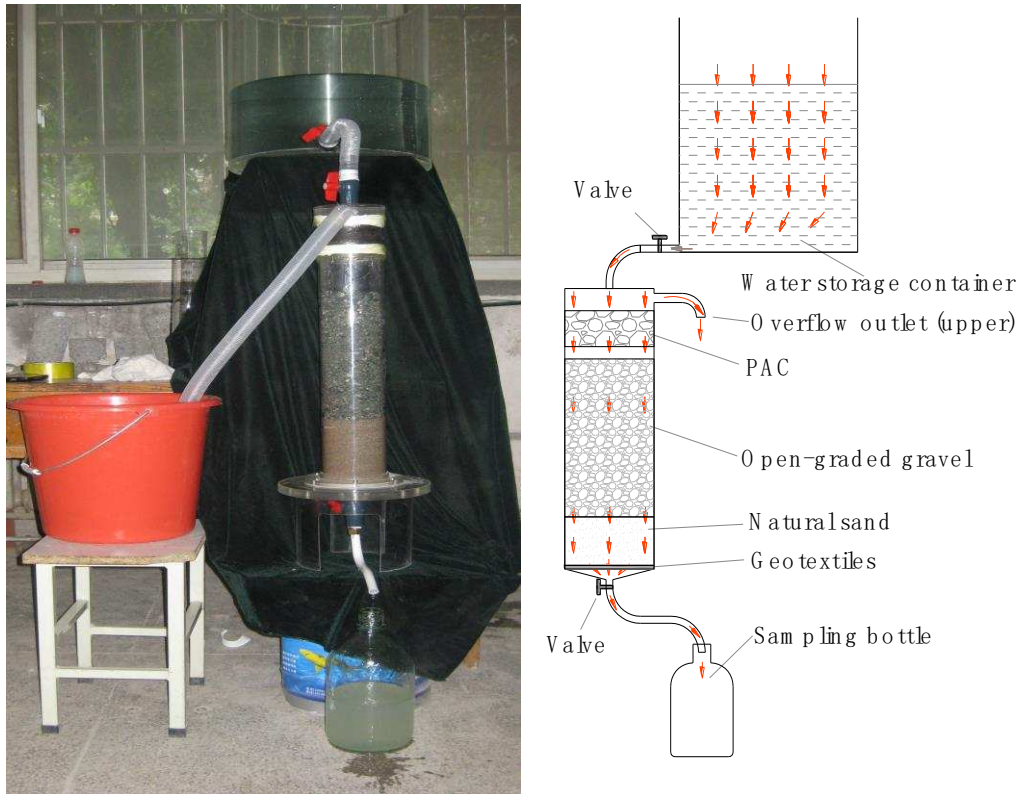 Valve
Water storage container
Overflow outlet (upper)
PAC
Open-graded gravel
Natural sand
Geotextiles
Valve
Sampling bottle